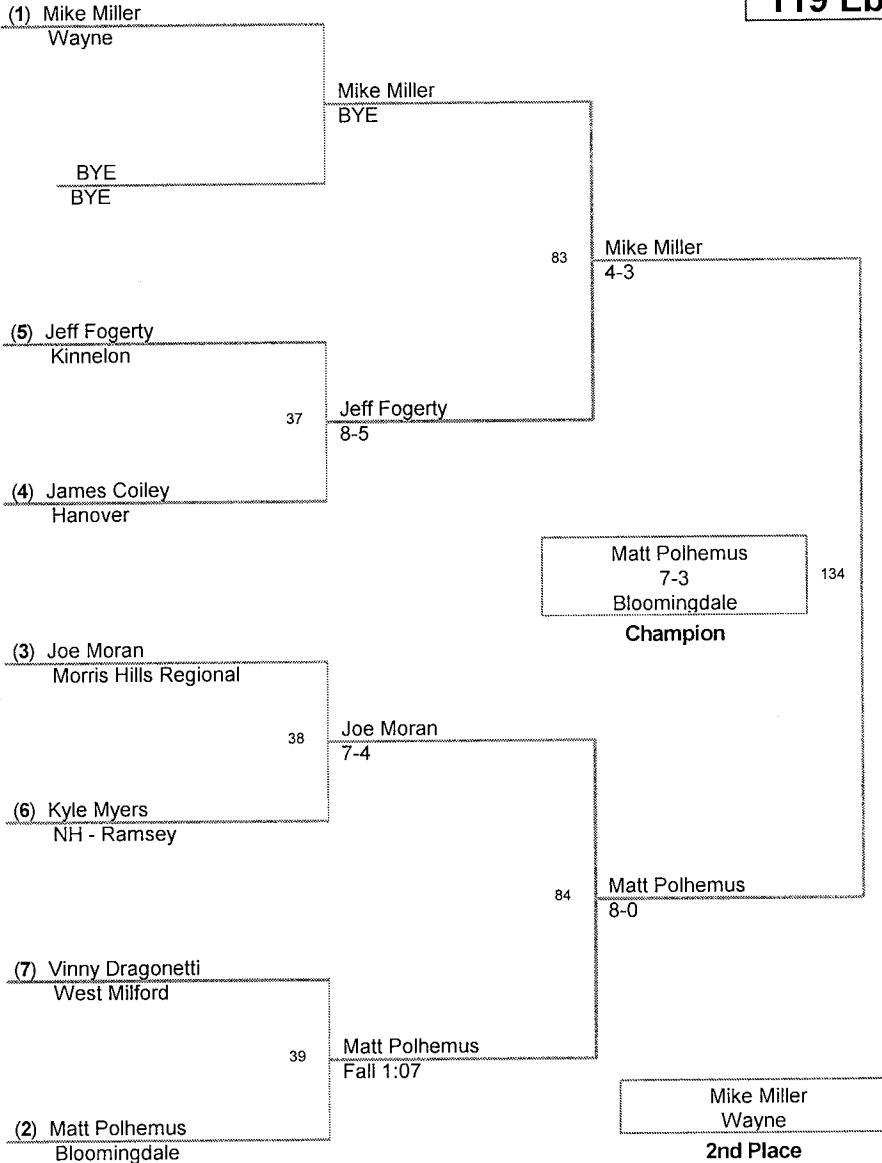 119 Lb
(1) Mike Miller
Wayne
Mike Miller
BYE
BYE
BYE
83
Mike Miller
4-3
(5) Jeff Fogerty
Kinnelon
37
Jeff Fogerty
8-5
(4) James Coiley
Hanover
Matt Polhemus
7-3
Bloomingdale
134
Champion
(3) Joe Moran
Morris Hills Regional
38
Joe Moran
7-4
(6) Kyle Myers
NH - Ramsey
84
Matt Polhemus
8-0
(7) Vinny Dragonetti
West Milford
39
Matt Polhemus
Fall 1:07
(2) Matt Polhemus
Bloomingdale
Mike Miller
Wayne
2nd Place